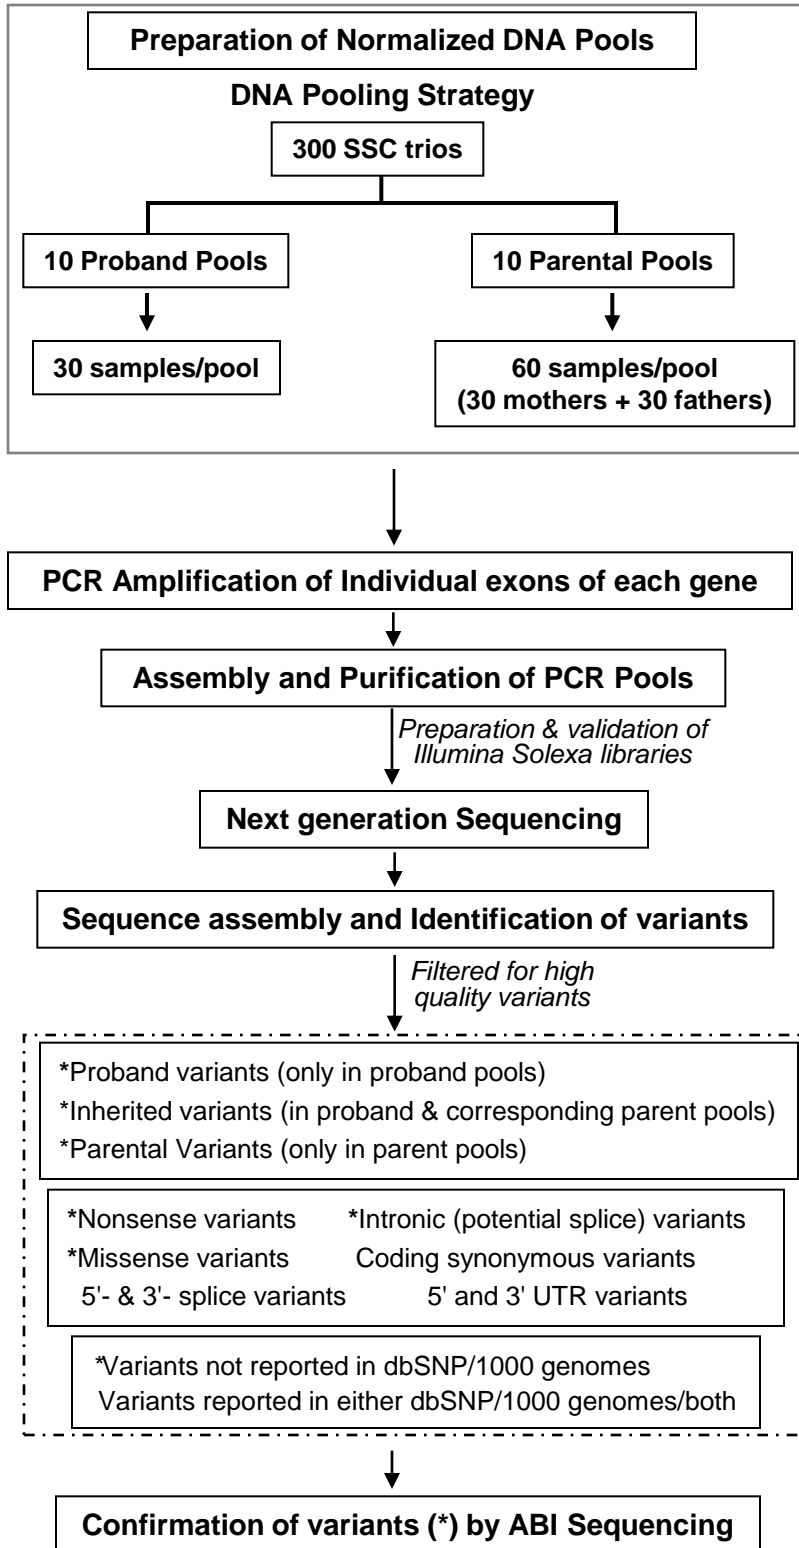 Preparation of Normalized DNA Pools
DNA Pooling Strategy
300 SSC trios
10 Proband Pools
10 Parental Pools
30 samples/pool
60 samples/pool
(30 mothers + 30 fathers)
PCR Amplification of Individual exons of each gene
Assembly and Purification of PCR Pools
Preparation & validation of
Illumina Solexa libraries
Next generation Sequencing
Sequence assembly and Identification of variants
Filtered for high
quality variants
*Proband variants (only in proband pools)
*Inherited variants (in proband & corresponding parent pools)
*Parental Variants (only in parent pools)
*Nonsense variants *Intronic (potential splice) variants
*Missense variants Coding synonymous variants
5'- & 3'- splice variants 5' and 3' UTR variants
*Variants not reported in dbSNP/1000 genomes
Variants reported in either dbSNP/1000 genomes/both
Confirmation of variants (*) by ABI Sequencing